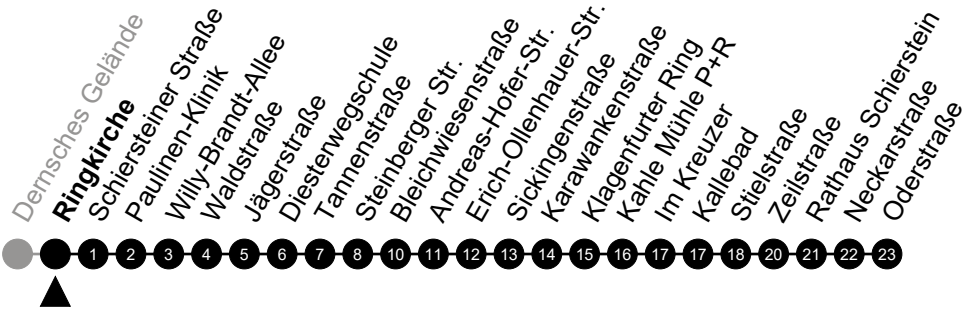 Dernsches Gelände
Ringkirche
Schiersteiner Straße
Paulinen-Klinik
Willy-Brandt-Allee
Waldstraße
Jägerstraße
Diesterwegschule
Tannenstraße
Steinberger Str.
Bleichwiesenstraße
Andreas-Hofer-Str.
Erich-Ollenhauer-Str.
Sickingenstraße
Karawankenstraße
Klagenfurter Ring
Kahle Mühle P+R
Im Kreuzer
Kallebad
Stielstraße
Zeilstraße
Rathaus Schierstein
Neckarstraße
Oderstraße
1 2 3 4 5 6 7 8 10 11 12 13 14 15 16 17 17 18 20 21 22 23